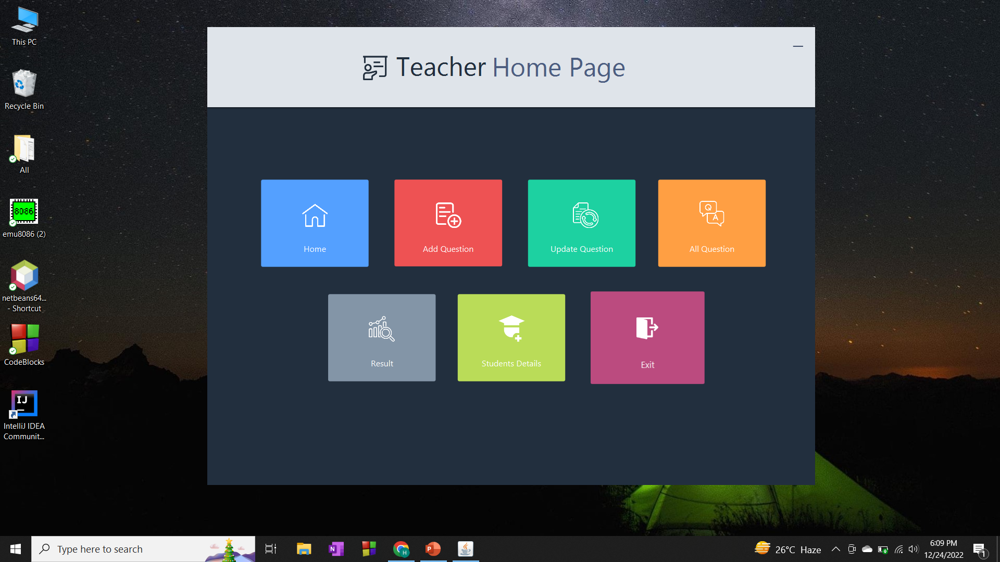 This PC
Recycle Bin
All
8086
emu8086 (2)
netbeans64...
- Shortcut
CodeBlocks
IJ
IntelliJ IDEA
Communit...
Teacher Home Page
Home
Add Question
Update Question
Q
A
All Question
Result
Students Details
Exit
Type here to search
N
H
P
26°C Haze
6:09 PM
12/24/2022
1